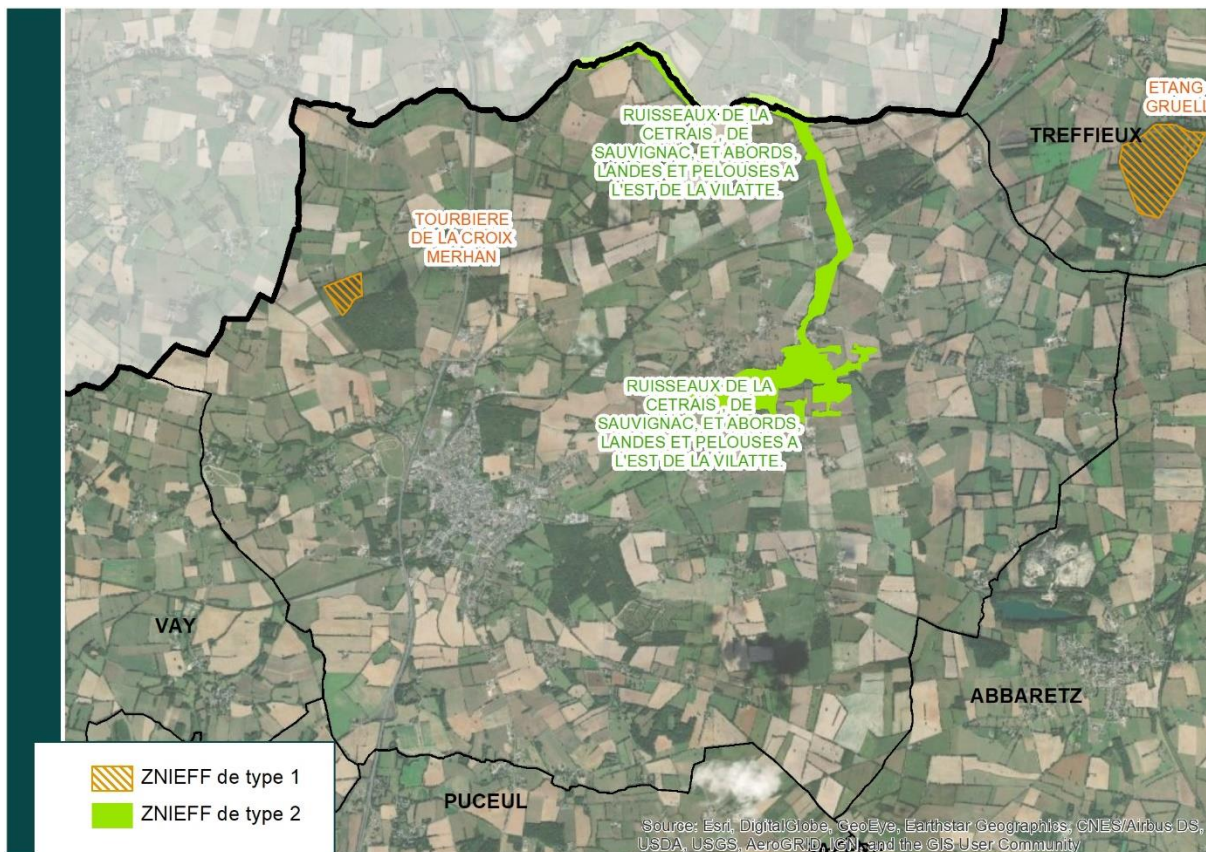 ETANG
GRUELL
TREFFIEUX
RUISSEAUX DE LA
CETRAIS , DE
SAUVIGNAC, ET ABORDS,
LANDES ET PELOUSES A
L'EST DE LA VILATTE.
TOURBIERE
DE LA CROIX
MERHAN
RUISSEAUX DE LA
CETRAIS , DE
SAUVIGNAC, ET ABORDS,
LANDES ET PELOUSES A
L'EST DE LA VILATTE.
VAY
ABBARETZ
PUCEUL
ZNIEFF de type 1
ZNIEFF de type 2
Source: Esri, DigitalGlobe, GeoEye, Earthstar Geographics, CNES/Airbus DS,
USDA, USGS, AeroGRID, IGN, and the GIS User Community